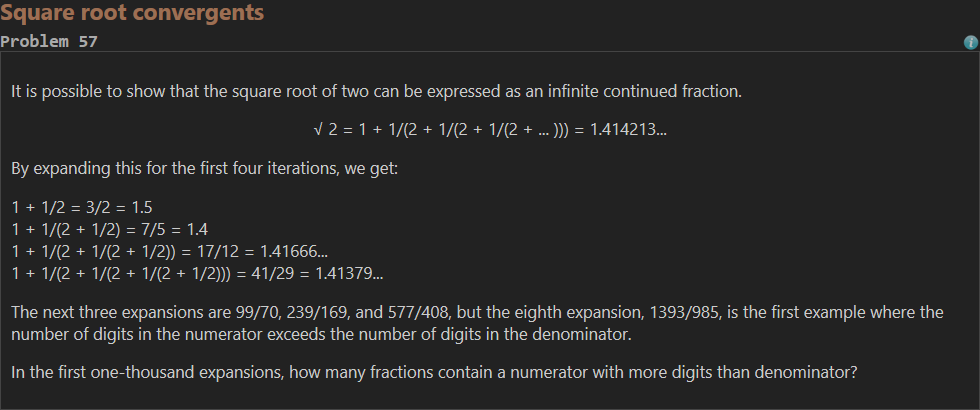 Square root convergents
Problem 57
i
It is possible to show that the square root of two can be expressed as an infinite continued fraction.
√ 2 = 1 + 1/(2 + 1/(2 + 1/(2 + ... ))) = 1.414213...
By expanding this for the first four iterations, we get:
1 + 1/2 = 3/2 = 1.5
1 + 1/(2 + 1/2) = 7/5 = 1.4
1 + 1/(2 + 1/(2 + 1/2)) = 17/12 = 1.41666...
1 + 1/(2 + 1/(2 + 1/(2 + 1/2))) = 41/29 = 1.41379...
The next three expansions are 99/70, 239/169, and 577/408, but the eighth expansion, 1393/985, is the first example where the
number of digits in the numerator exceeds the number of digits in the denominator.
In the first one-thousand expansions, how many fractions contain a numerator with more digits than denominator?